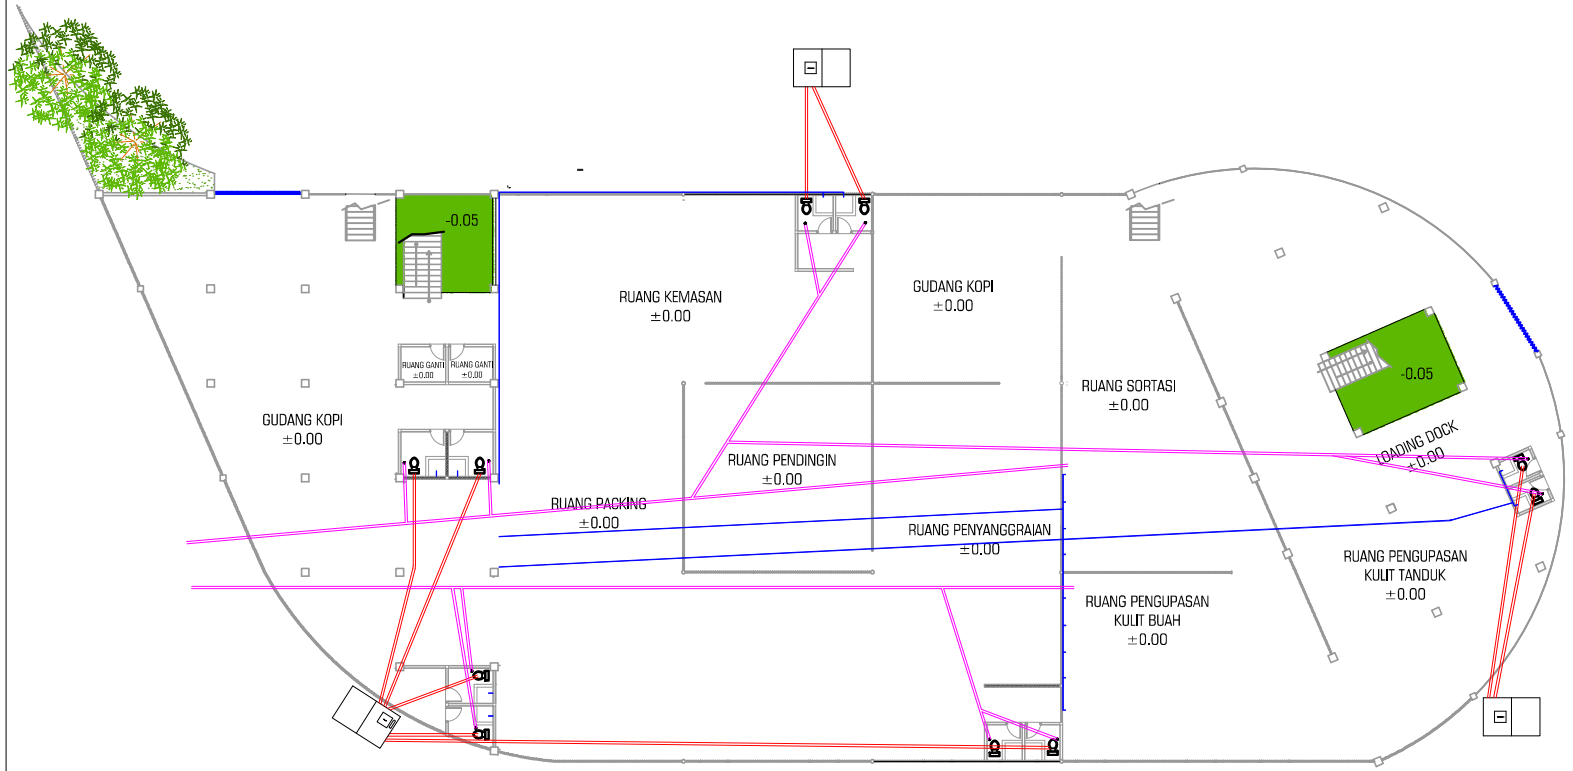 -0.05
RUANG KEMASAN
±0.00
GUDANG KOPI
±0.00
RUANG GANTI
±0.00
RUANG GANTI
±0.00
-0.05
RUANG SORTASI
±0.00
GUDANG KOPI
±0.00
LOADING DOCK
±0.00
RUANG PENDINGIN
±0.00
RUANG PACKING
±0.00
RUANG PENYANGGRAIAN
±0.00
RUANG PENGUPASAN
KULIT TANDUK
±0.00
RUANG PENGUPASAN
KULIT BUAH
±0.00